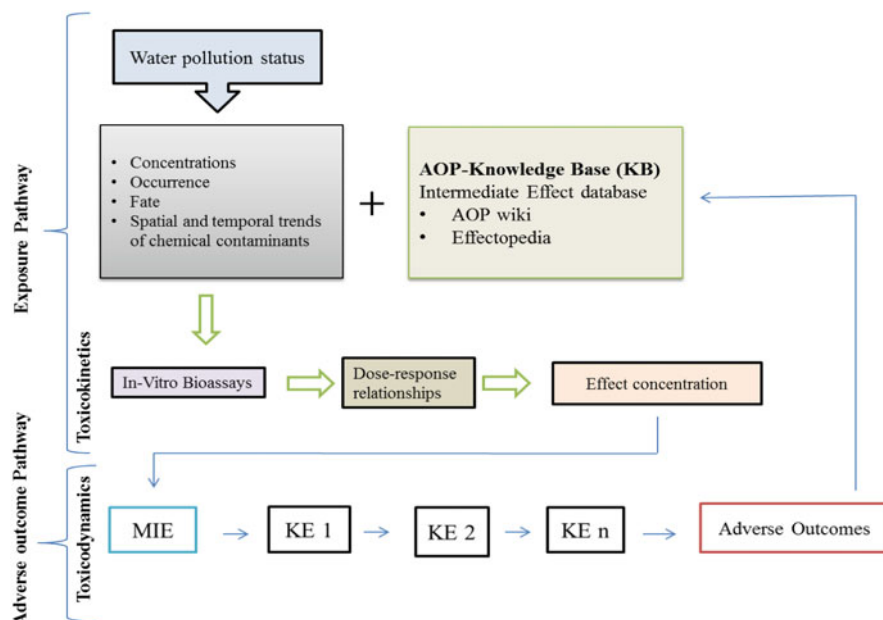 Water pollution status
• Concentrations
• Occurrence
• Fate
• Spatial and temporal trends
of chemical contaminants
+
AOP-Knowledge Base (KB)
Intermediate Effect database
• AOP wiki
• Effectopedia
Exposure Pathway
Toxicokinetics
In-Vitro Bioassays
Dose-response
relationships
Effect concentration
Adverse outcome Pathway
Toxicodynamics
MIE
KE 1
KE 2
KE n
Adverse Outcomes